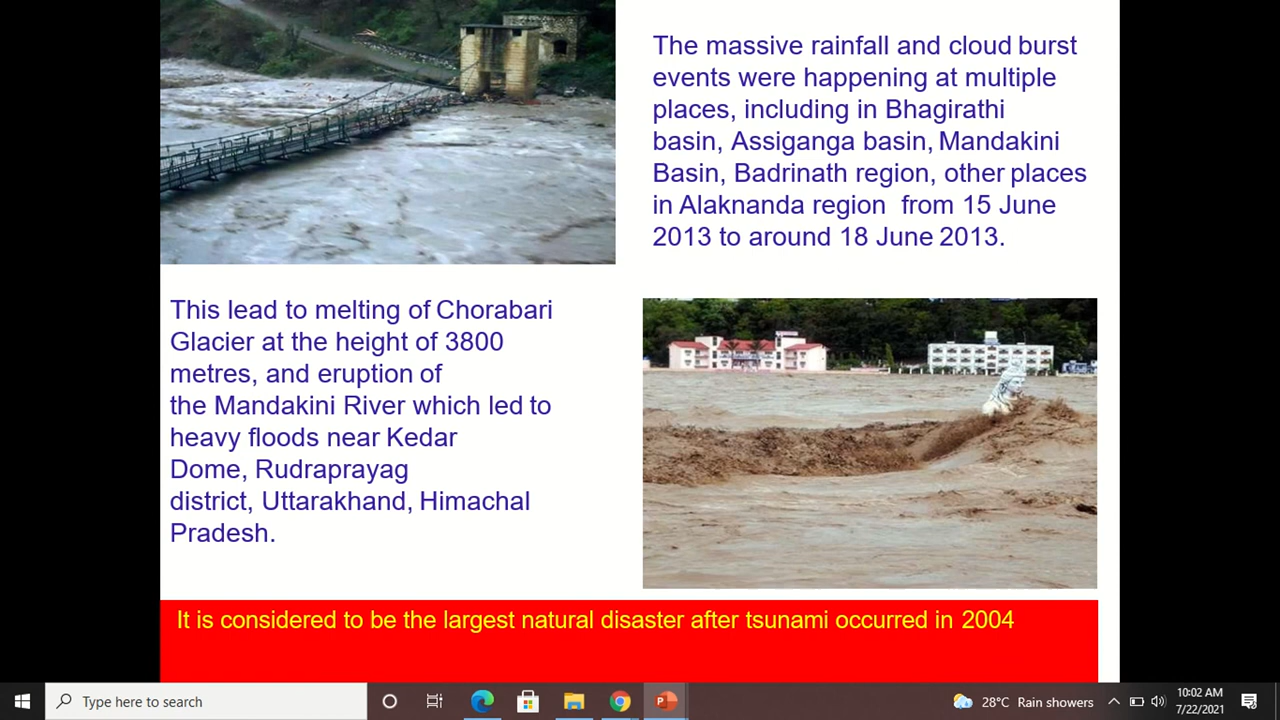 The massive rainfall and cloud burst
events were happening at multiple
places, including in Bhagirathi
basin, Assiganga basin, Mandakini
Basin, Badrinath region, other places
in Alaknanda region from 15 June
2013 to around 18 June 2013.
This lead to melting of Chorabari
Glacier at the height of 3800
metres, and eruption of
the Mandakini River which led to
heavy floods near Kedar
Dome, Rudraprayag
district, Uttarakhand, Himachal
Pradesh.
It is considered to be the largest natural disaster after tsunami occurred in 2004
Type here to search
28°C Rain showers
10:02 AM
7/22/2021